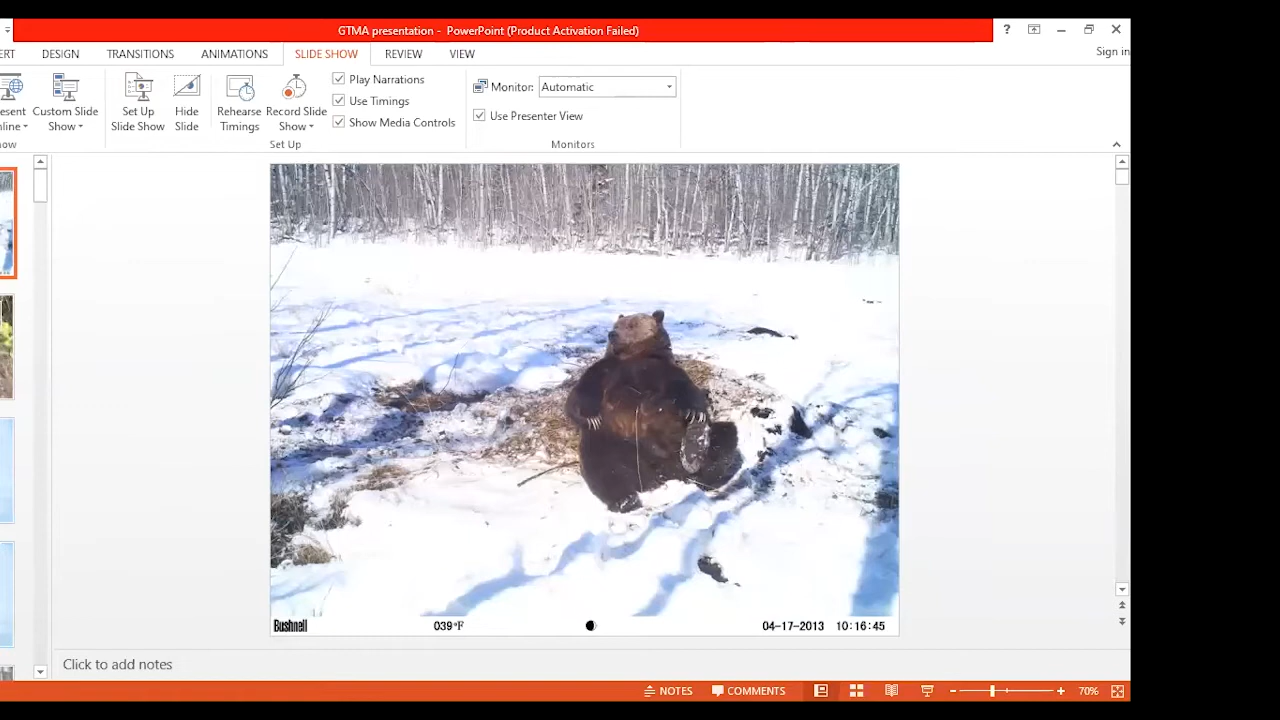 GTMA presentation - PowerPoint (Product Activation Failed)
?
ERT DESIGN TRANSITIONS ANIMATIONS SLIDE SHOW REVIEW VIEW
Sign in
esent
nline
Custom Slide
Show
Set Up
Slide Show
Hide
Slide
Rehearse
Timings
Record Slide
Show
Play Narrations
Use Timings
Show Media Controls
Monitor: Automatic
Use Presenter View
ow
Set Up
Monitors
Bushnell 039°F 04-17-2013 10:16:45
Click to add notes
NOTES COMMENTS 70%